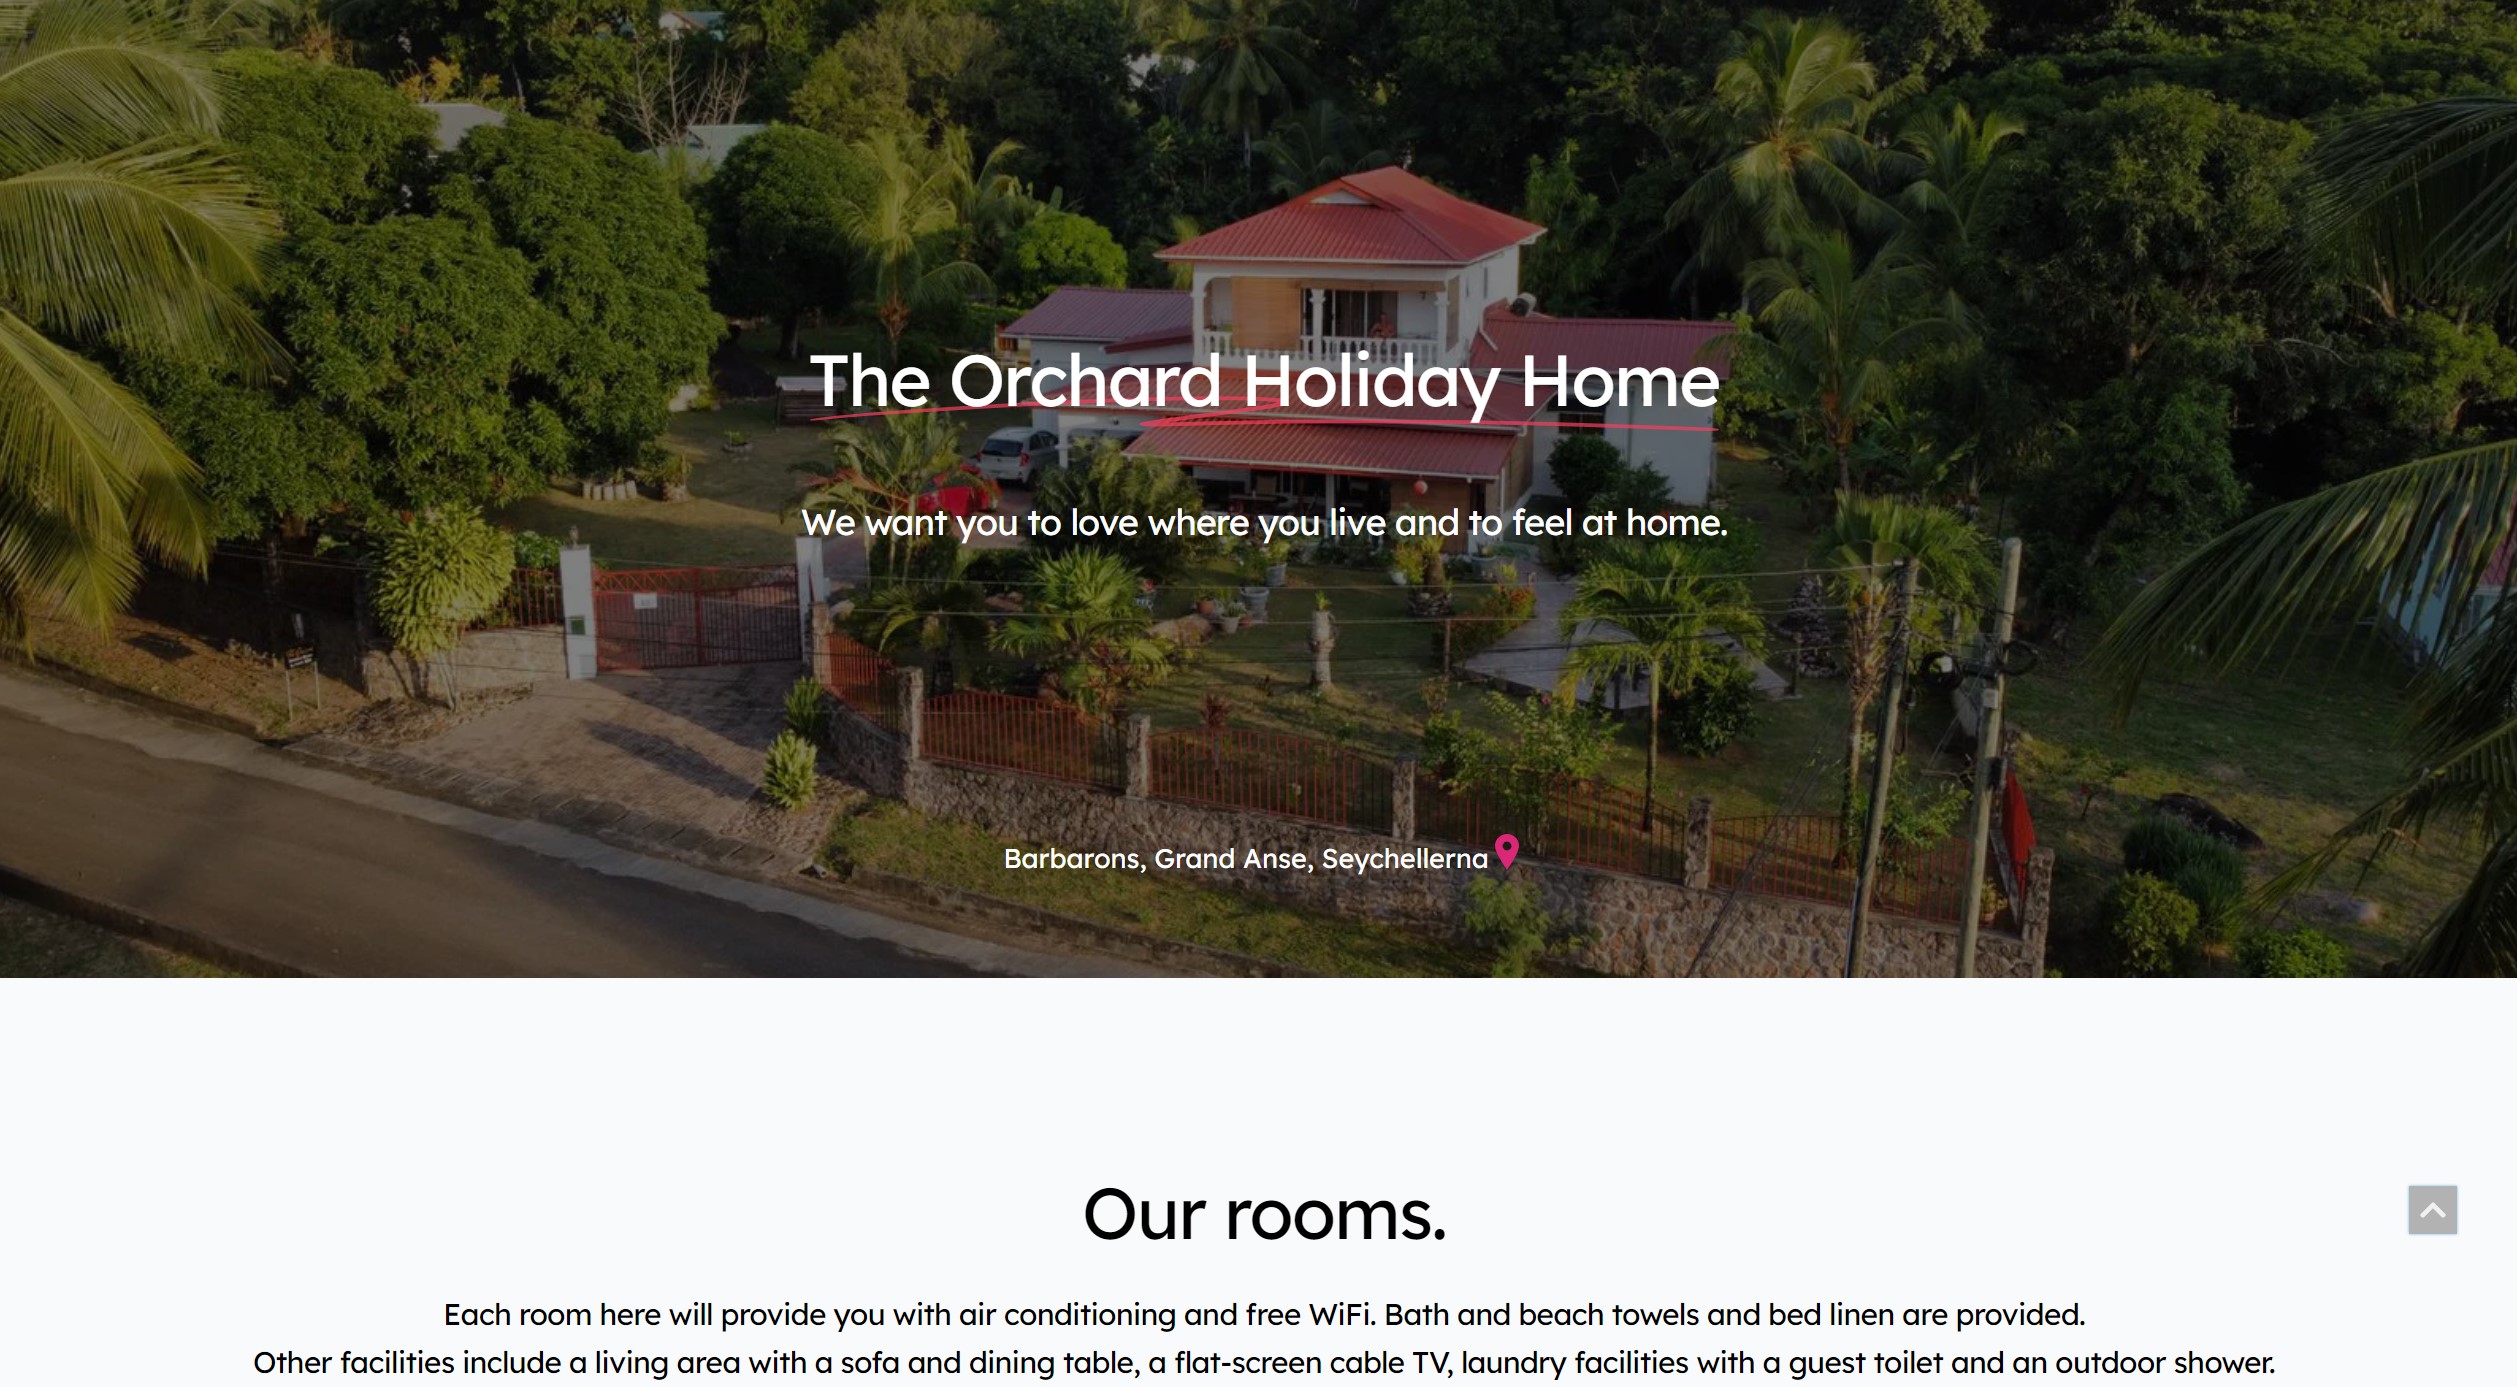 The Orchard Holiday Home
We want you to love where you live and to feel at home.
Barbarons, Grand Anse, Seychellerna
Our rooms.
Each room here will provide you with air conditioning and free WiFi. Bath and beach towels and bed linen are provided.
Other facilities include a living area with a sofa and dining table, a flat-screen cable TV, laundry facilities with a guest toilet and an outdoor shower.